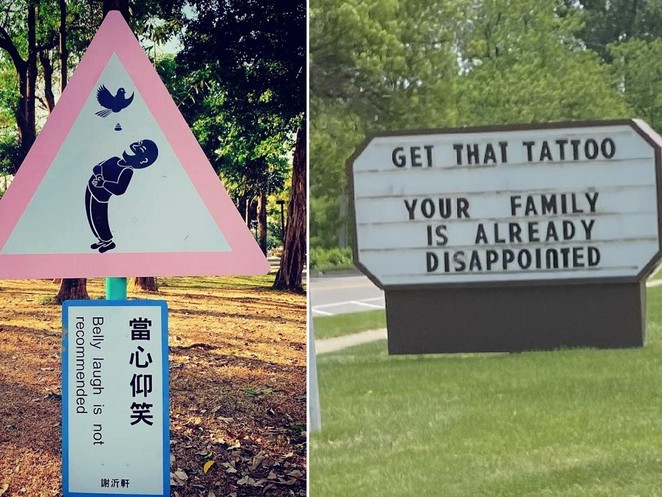 當心仰笑
Belly laugh is not
recommended
謝沂軒
GET THAT TATTOO
YOUR FAMILY
IS ALREADY
DISAPPOINTED